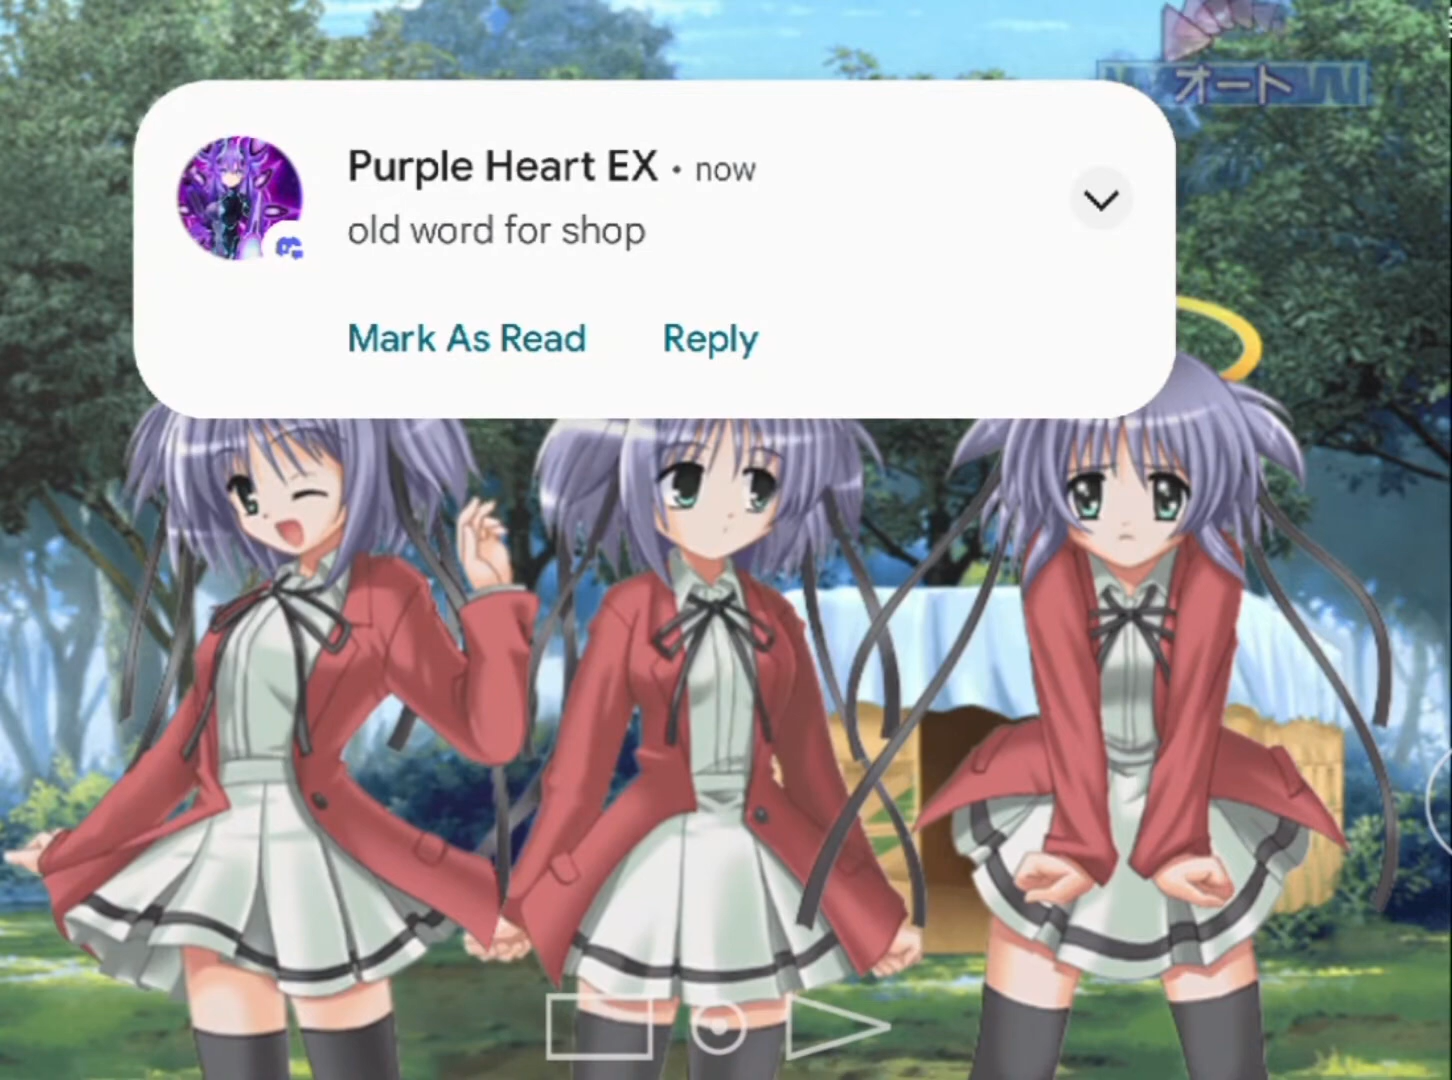 オート
Purple Heart EX • now
old word for shop
Mark As Read Reply